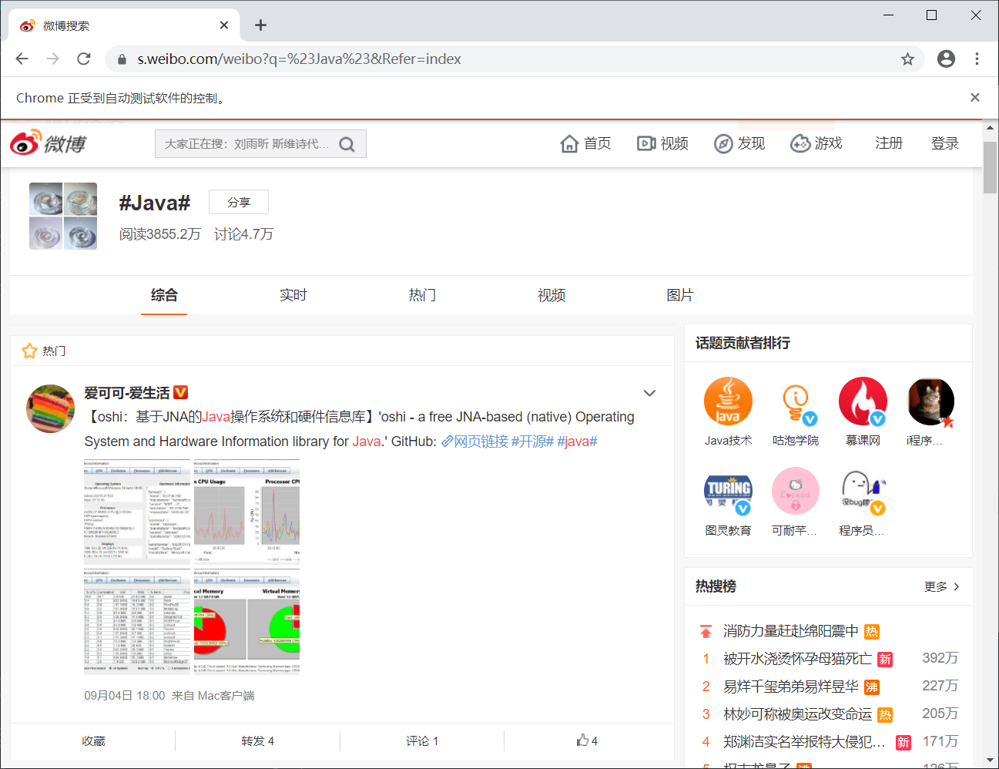 微博搜索
s.weibo.com/weibo?q=%23Java%23&Refer=index
Chrome 正受到自动测试软件的控制。
微博
大家正在搜：刘雨昕 斯维诗代...
首页
视频
发现
游戏
注册
登录
#Java#
分享
阅读3855.2万 讨论4.7万
综合
实时
热门
视频
图片
热门
爱可可-爱生活
【oshi：基于JNA的Java操作系统和硬件信息库】'oshi - a free JNA-based (native) Operating
System and Hardware Information library for Java.' GitHub: 网页链接 #开源# #java#
CPU Usage
Processor CP
Virtual Memory
09月04日 18:00 来自 Mac客户端
收藏
转发 4
评论 1
4
话题贡献者排行
Java技术
咕泡学院
慕课网
i程序...
TURING
图灵教育
可耐芊...
程序员...
热搜榜
更多
消防力量赶赴绵阳震中 热
1 被开水浇烫怀孕母猫死亡 新 392万
2 易烊千玺弟弟易烊昱华 沸 227万
3 林妙可称被奥运改变命运 热 205万
4 郑渊洁实名举报特大侵犯... 新 171万